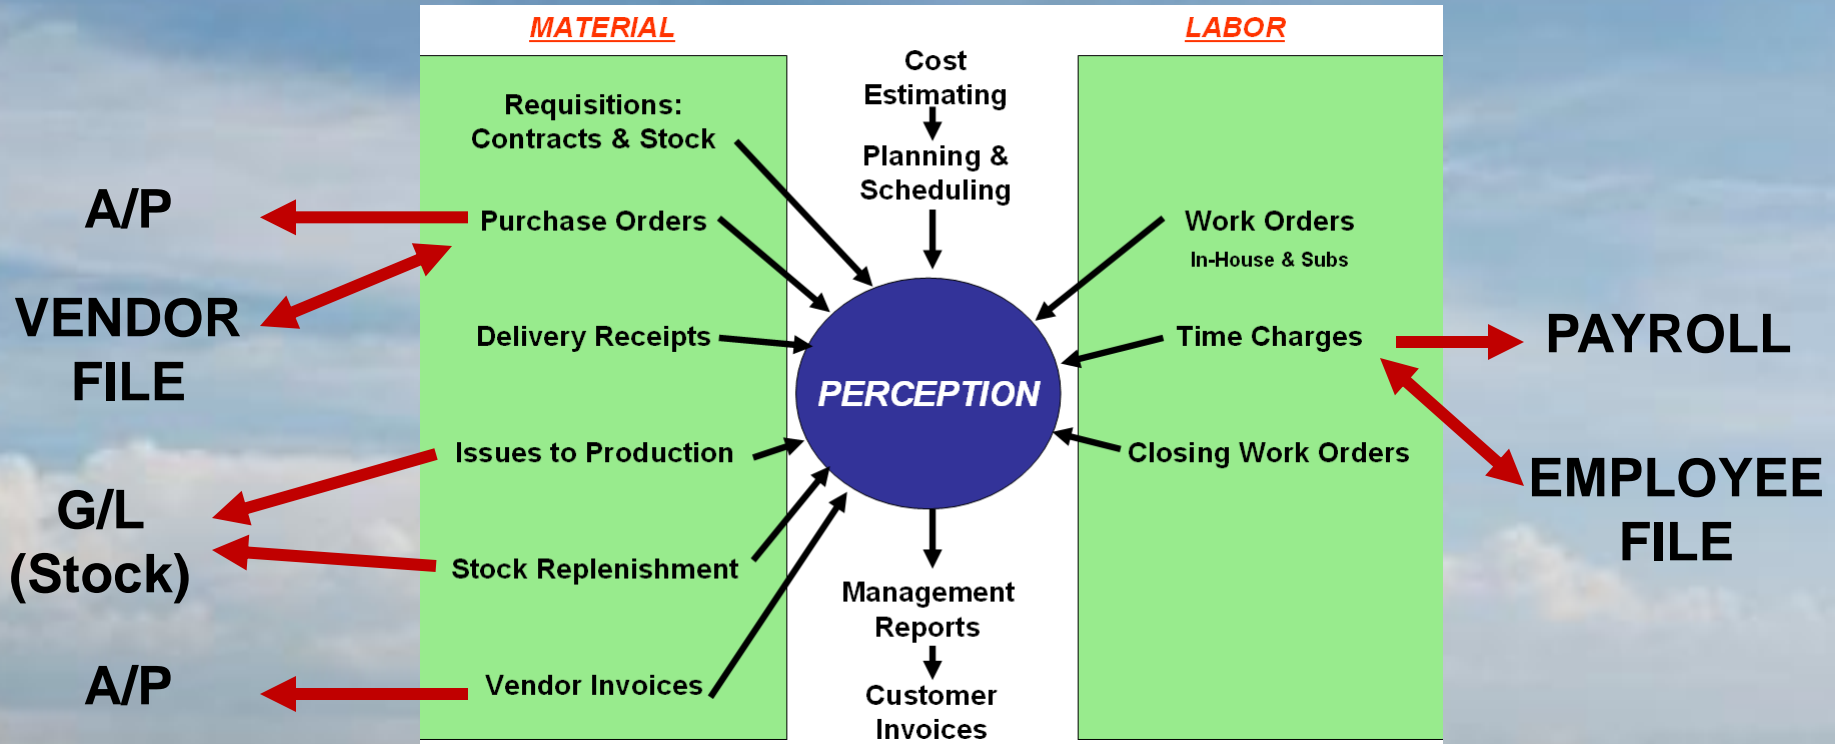 MATERIAL
LABOR
Cost
Estimating
Planning &
Scheduling
Requisitions:
Contracts & Stock
Purchase Orders
Delivery Receipts
Issues to Production
Stock Replenishment
Vendor Invoices
PERCEPTION
Management
Reports
Customer
Invoices
Work Orders
In-House & Subs
Time Charges
Closing Work Orders
A/P
VENDOR
FILE
G/L
(Stock)
A/P
PAYROLL
EMPLOYEE
FILE